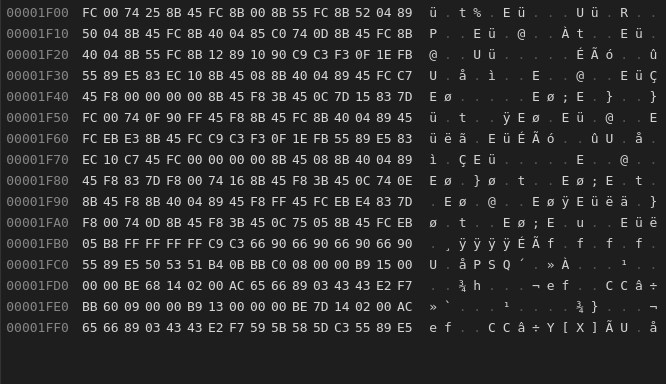 00001F00 FC 00 74 25 8B 45 FC 8B 00 8B 55 FC 8B 52 04 89 ü . t % . E ü . . . U ü . R . .
00001F10 50 04 8B 45 FC 8B 40 04 85 C0 74 0D 8B 45 FC 8B P . . E ü . @ . . À t . . E ü .
00001F20 40 04 8B 55 FC 8B 12 89 10 90 C9 C3 F3 0F 1E FB @ . . U ü . . . . . É Ã ó . . û
00001F30 55 89 E5 83 EC 10 8B 45 08 8B 40 04 89 45 FC C7 U . å . ì . . E . . @ . . E ü Ç
00001F40 45 F8 00 00 00 00 8B 45 F8 3B 45 0C 7D 15 83 7D E ø . . . . . E ø ; E . } . . }
00001F50 FC 00 74 0F 90 FF 45 F8 8B 45 FC 8B 40 04 89 45 ü . t . . ÿ E ø . E ü . @ . . E
00001F60 FC EB E3 8B 45 FC C9 C3 F3 0F 1E FB 55 89 E5 83 ü ë ã . E ü É Ã ó . . û U . å .
00001F70 EC 10 C7 45 FC 00 00 00 00 8B 45 08 8B 40 04 89 ì . Ç E ü . . . . . E . . @ . .
00001F80 45 F8 83 7D F8 00 74 16 8B 45 F8 3B 45 0C 74 0E E ø . } ø . t . . E ø ; E . t .
00001F90 8B 45 F8 8B 40 04 89 45 F8 FF 45 FC EB E4 83 7D . E ø . @ . . E ø ÿ E ü ë ä . }
00001FA0 F8 00 74 0D 8B 45 F8 3B 45 0C 75 05 8B 45 FC EB ø . t . . E ø ; E . u . . E ü ë
00001FB0 05 B8 FF FF FF FF C9 C3 66 90 66 90 66 90 66 90 . ¸ ÿ ÿ ÿ ÿ É Ã f . f . f . f .
00001FC0 55 89 E5 50 53 51 B4 0B BB C0 08 00 00 B9 15 00 U . å P S Q ´ . » À . . . ¹ . .
00001FD0 00 00 BE 68 14 02 00 AC 65 66 89 03 43 43 E2 F7 . . ¾ h . . . ¬ e f . . C C â ÷
00001FE0 BB 60 09 00 00 B9 13 00 00 00 BE 7D 14 02 00 AC » ` . . . ¹ . . . . ¾ } . . . ¬
00001FF0 65 66 89 03 43 43 E2 F7 59 5B 58 5D C3 55 89 E5 e f . . C C â ÷ Y [ X ] Ã U . å